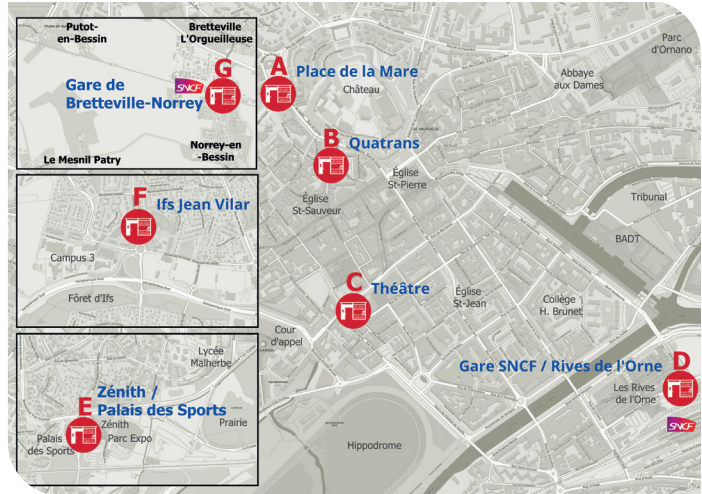 Putot-
en-Bessin
Bretteville
L'Orgueilleuse
G
SNCF
Gare de
Bretteville-Norrey
Le Mesnil Patry
Norrey-en
-Bessin
A
Place de la Mare
Château
Parc
d'Ornano
Abbaye
aux Dames
B
Quatrans
LE VAUGUEUX
Église
St-Pierre
Église
St-Sauveur
F
Ifs Jean Vilar
Campus 3
Fôret d'Ifs
Tribunal
BADT
C
Théâtre
Église
St-Jean
Collège
H. Brunet
Cour
d'appel
Lycée
Malherbe
Zénith /
Palais des Sports
E
Zénith
Palais
des Sports
Parc Expo
Prairie
Gare SNCF / Rives de l'Orne
D
Les Rives
de l'Orne
SNCF
Hippodrome